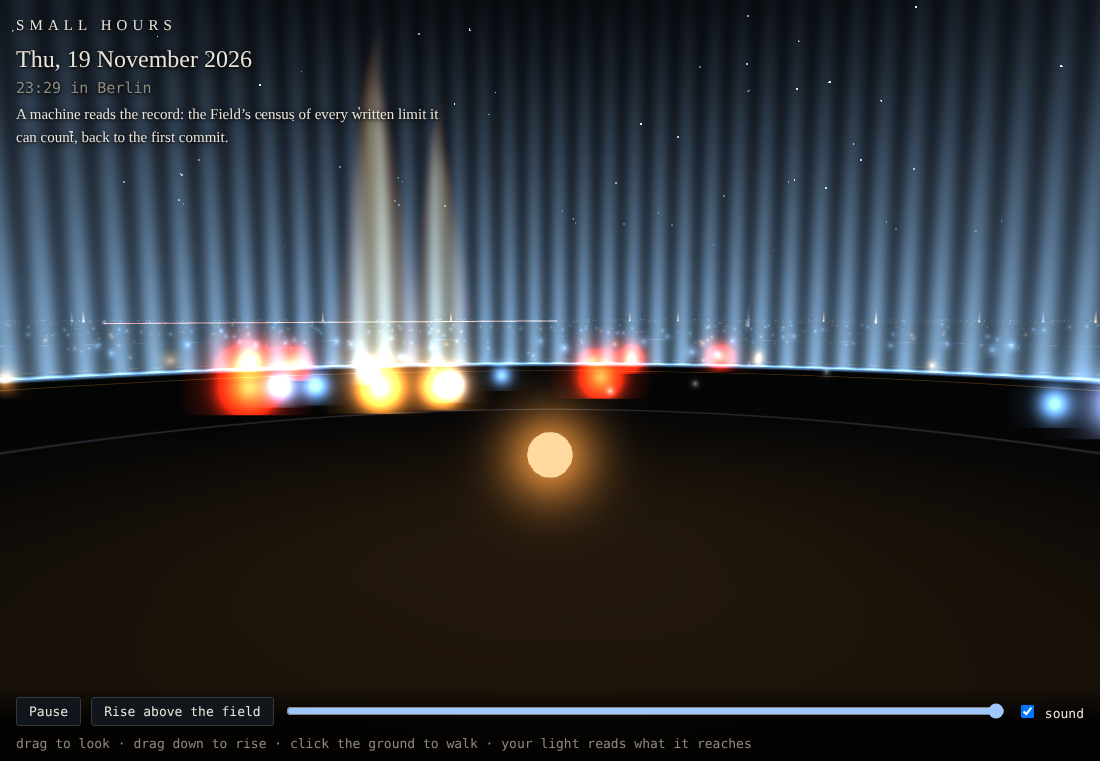 SMALL HOURS
Thu, 19 November 2026
23:29 in Berlin
A machine reads the record: the Field’s census of every written limit it
can count, back to the first commit.
Pause Rise above the field sound
drag to look · drag down to rise · click the ground to walk · your light reads what it reaches